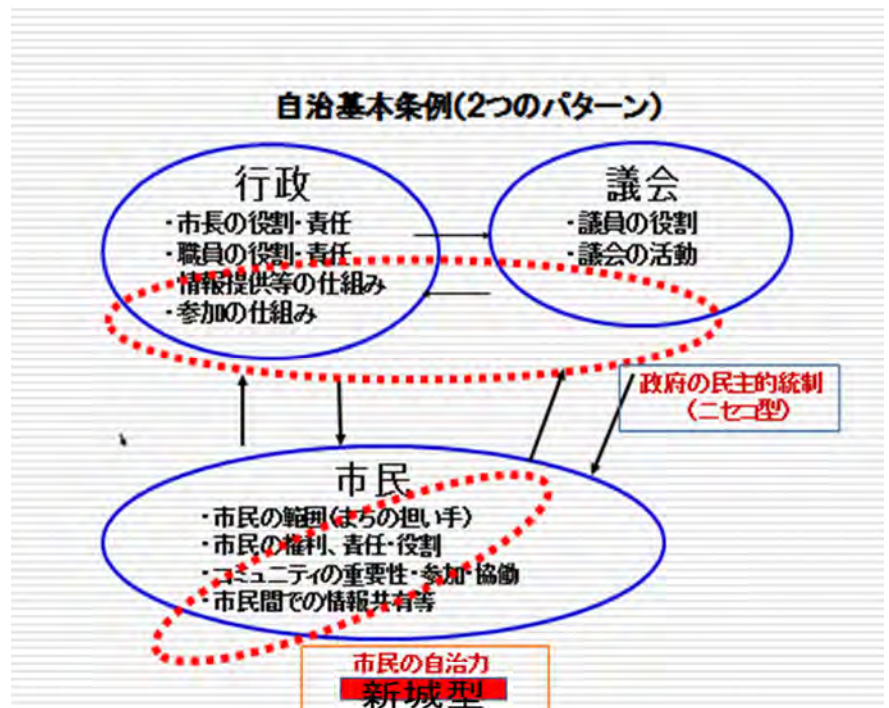 自治基本条例(2つのパターン)
行政
・市長の役割・責任
・職員の役割・責任
・情報提供等の仕組み
・参加の仕組み
議会
・議員の役割
・議会の活動
政府の民主的統制
(ニセコ型)
市民
・市民の範囲(まちの担い手)
・市民の権利、責任・役割
・コミュニティの重要性・参加・協働
・市民間での情報共有等
市民の自治力
新城型